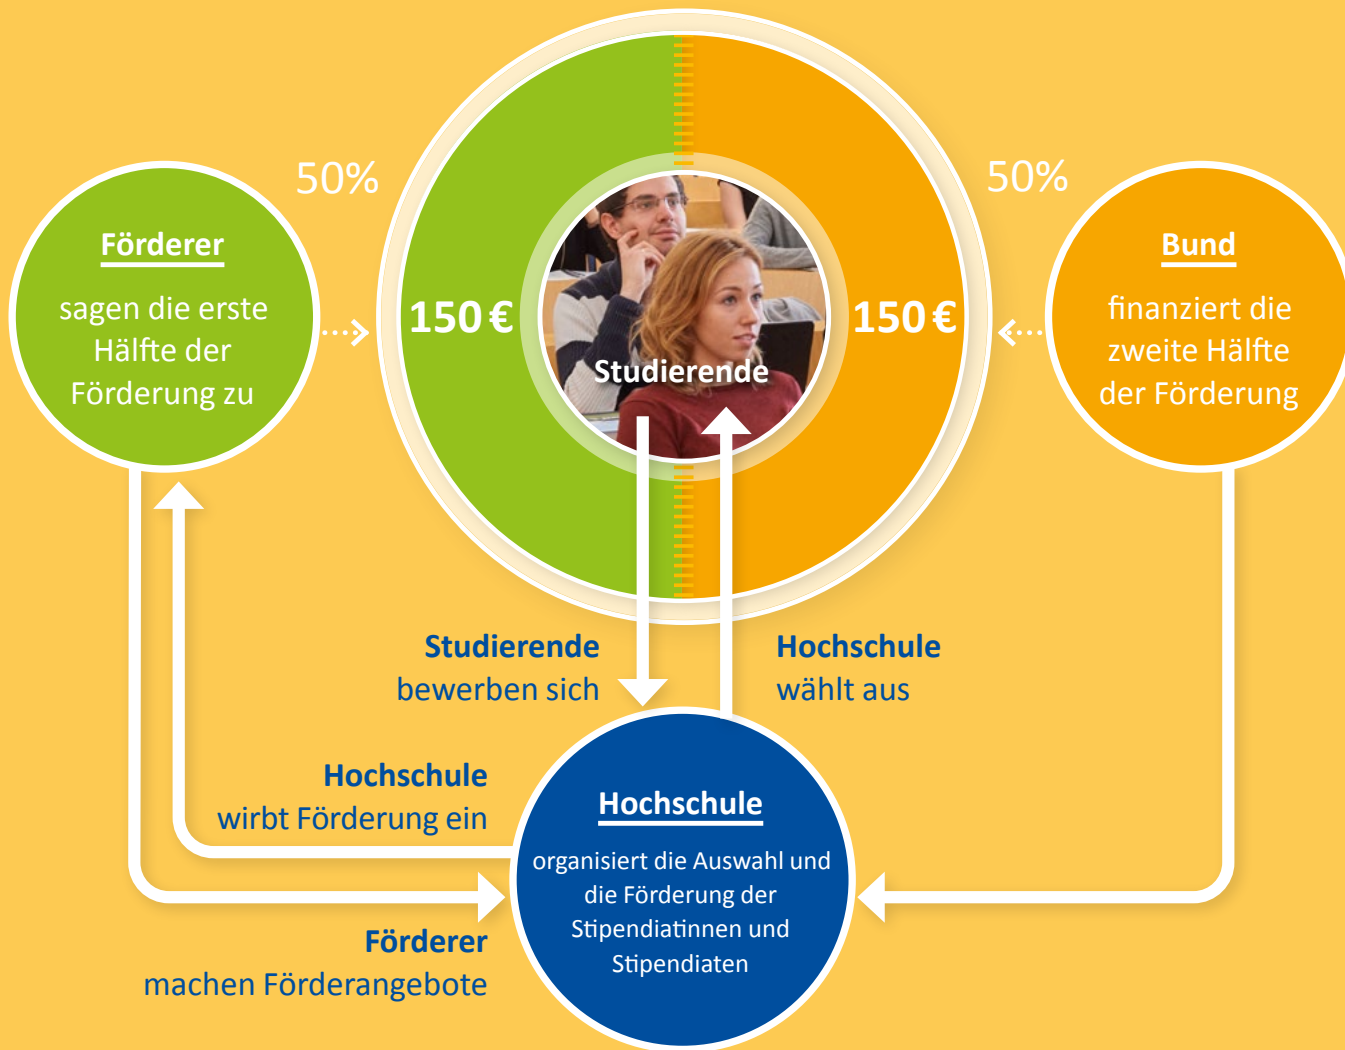 50%
50%
Förderer
sagen die erste
Hälfte der
Förderung zu
150 €
150 €
Studierende
Bund
finanziert die
zweite Hälfte
der Förderung
Studierende
bewerben sich
Hochschule
wählt aus
Hochschule
wirbt Förderung ein
Hochschule
organisiert die Auswahl und
die Förderung der
Stipendiatinnen und
Stipendiaten
Förderer
machen Förderangebote